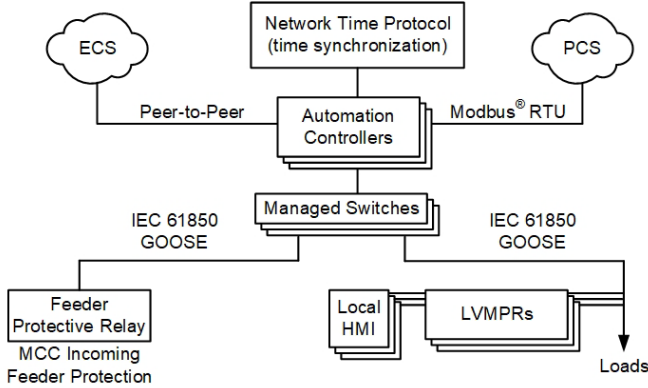 ECS
Network Time Protocol
(time synchronization)
PCS
Peer-to-Peer
Automation
Controllers
Modbus® RTU
Managed Switches
IEC 61850
GOOSE
IEC 61850
GOOSE
Feeder
Protective Relay
MCC Incoming
Feeder Protection
Local
HMI
LVMPRs
Loads